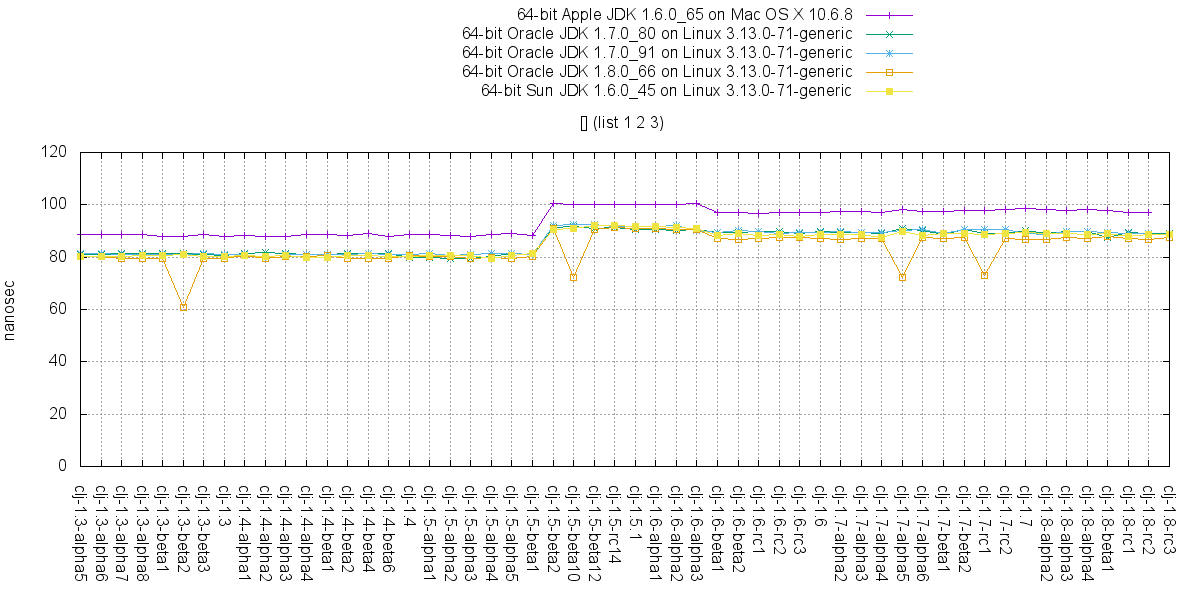 64-bit Apple JDK 1.6.0_65 on Mac OS X 10.6.8
64-bit Oracle JDK 1.7.0_80 on Linux 3.13.0-71-generic
64-bit Oracle JDK 1.7.0_91 on Linux 3.13.0-71-generic
64-bit Oracle JDK 1.8.0_66 on Linux 3.13.0-71-generic
64-bit Sun JDK 1.6.0_45 on Linux 3.13.0-71-generic
[] (list 1 2 3)
120
100
80
60
40
20
0
nanosec
clj-1.3-alpha5
clj-1.3-alpha6
clj-1.3-alpha7
clj-1.3-alpha8
clj-1.3-beta1
clj-1.3-beta2
clj-1.3-beta3
clj-1.3
clj-1.4-alpha1
clj-1.4-alpha2
clj-1.4-alpha3
clj-1.4-alpha4
clj-1.4-beta1
clj-1.4-beta2
clj-1.4-beta4
clj-1.4-beta6
clj-1.4
clj-1.5-alpha1
clj-1.5-alpha2
clj-1.5-alpha3
clj-1.5-alpha4
clj-1.5-alpha5
clj-1.5-beta1
clj-1.5-beta2
clj-1.5-beta10
clj-1.5-beta12
clj-1.5-rc14
clj-1.5.1
clj-1.6-alpha1
clj-1.6-alpha2
clj-1.6-alpha3
clj-1.6-beta1
clj-1.6-beta2
clj-1.6-rc1
clj-1.6-rc2
clj-1.6-rc3
clj-1.6
clj-1.7-alpha2
clj-1.7-alpha3
clj-1.7-alpha4
clj-1.7-alpha5
clj-1.7-alpha6
clj-1.7-beta1
clj-1.7-beta2
clj-1.7-rc1
clj-1.7-rc2
clj-1.7
clj-1.8-alpha2
clj-1.8-alpha3
clj-1.8-alpha4
clj-1.8-beta1
clj-1.8-rc1
clj-1.8-rc2
clj-1.8-rc3